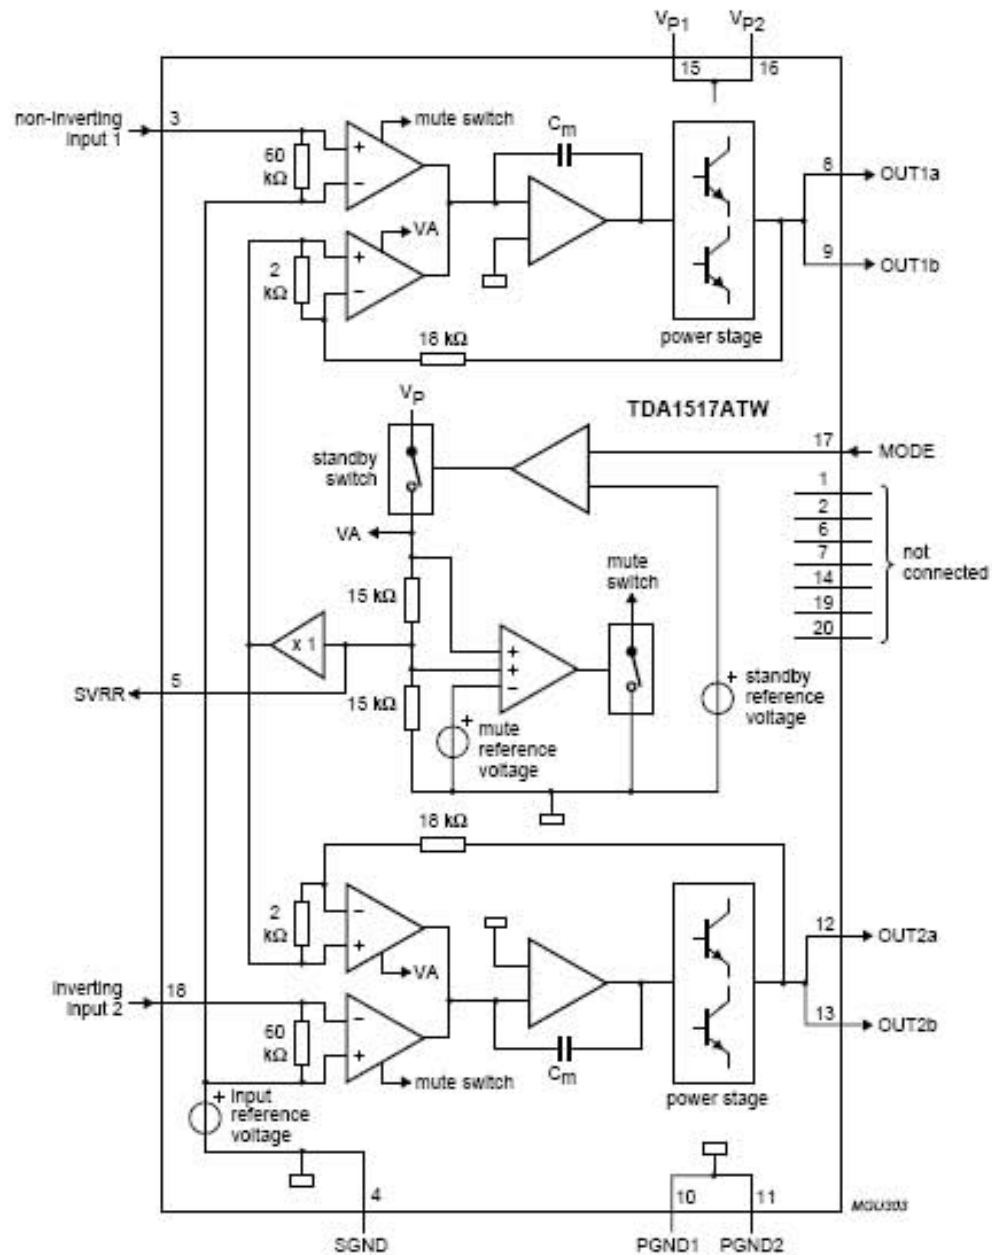 VP1 VP2
15 16
non-inverting
input 1
3
mute switch
Cm
60
kΩ
+
−
8
OUT1a
VA
2
kΩ
+
−
9
OUT1b
18 kΩ
power stage
VP
TDA1517ATW
standby
switch
17
MODE
1
2
6
7
14
19
20
not
connected
VA
mute
switch
15 kΩ
x 1
+
+
−
5
SVRR
15 kΩ
+ mute
reference
voltage
+ standby
reference
voltage
18 kΩ
2
kΩ
−
+
VA
12
OUT2a
inverting
input 2
18
60
kΩ
−
+
mute switch
Cm
13
OUT2b
power stage
+ input
reference
voltage
4
10
11
MGU303
SGND
PGND1 PGND2